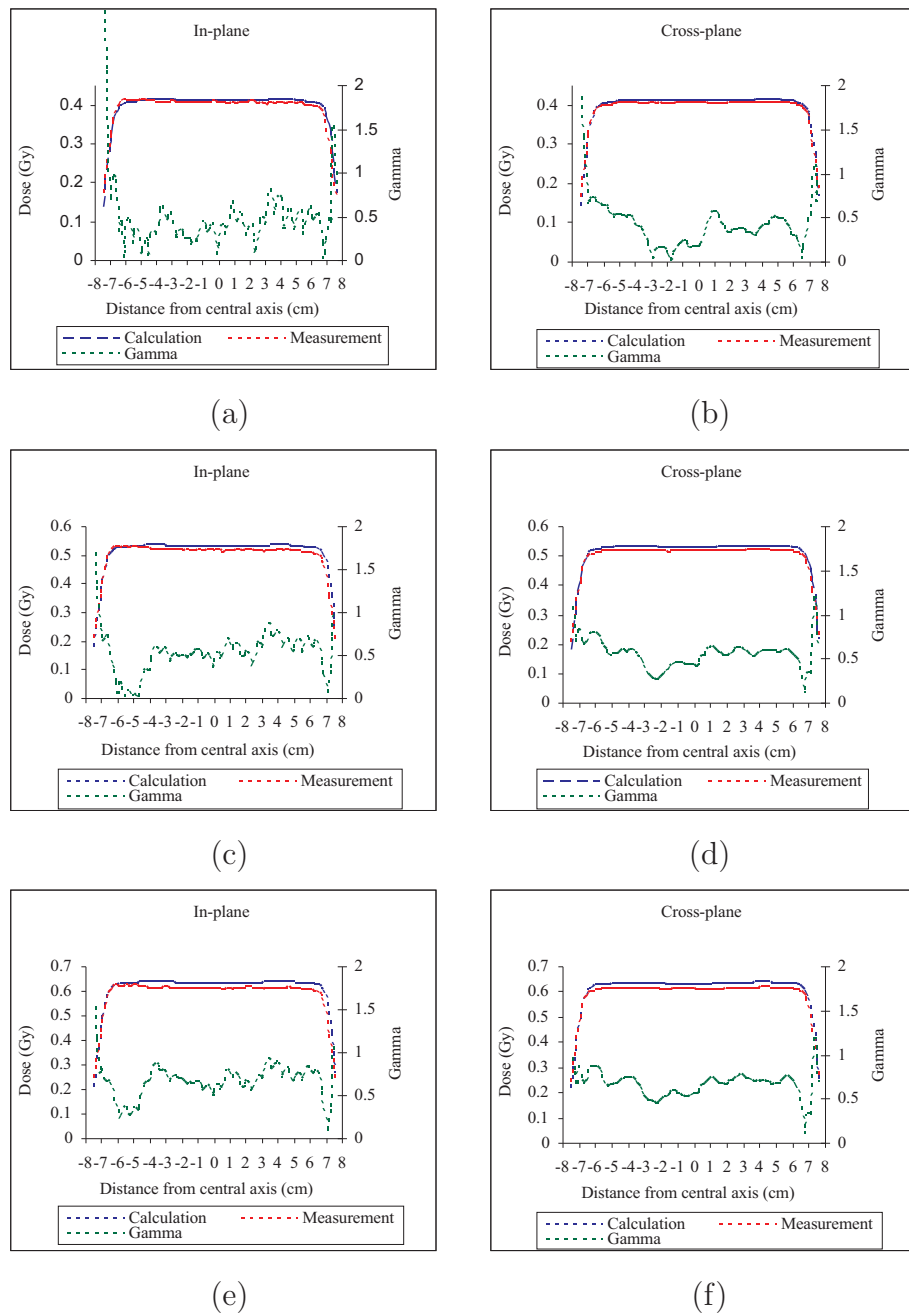 In-plane
0.4
0.3
0.2
0.1
0
2
1.5
1
0.5
0
Dose (Gy)
Gamma
-8 -7 -6 -5 -4 -3 -2 -1 0 1 2 3 4 5 6 7 8
Distance from central axis (cm)
Calculation Measurement
Gamma
(a)
Cross-plane
0.4
0.3
0.2
0.1
0
2
1.5
1
0.5
0
Dose (Gy)
Gamma
-8 -7 -6 -5 -4 -3 -2 -1 0 1 2 3 4 5 6 7 8
Distance from central axis (cm)
Calculation Measurement
Gamma
(b)
In-plane
0.6
0.5
0.4
0.3
0.2
0.1
0
2
1.5
1
0.5
0
Dose (Gy)
Gamma
-8 -7 -6 -5 -4 -3 -2 -1 0 1 2 3 4 5 6 7 8
Distance from central axis (cm)
Calculation Measurement
Gamma
(c)
Cross-plane
0.6
0.5
0.4
0.3
0.2
0.1
0
2
1.5
1
0.5
0
Dose (Gy)
Gamma
-8 -7 -6 -5 -4 -3 -2 -1 0 1 2 3 4 5 6 7 8
Distance from central axis (cm)
Calculation Measurement
Gamma
(d)
In-plane
0.7
0.6
0.5
0.4
0.3
0.2
0.1
0
2
1.5
1
0.5
0
Dose (Gy)
Gamma
-8 -7 -6 -5 -4 -3 -2 -1 0 1 2 3 4 5 6 7 8
Distance from central axis (cm)
Calculation Measurement
Gamma
(e)
Cross-plane
0.7
0.6
0.5
0.4
0.3
0.2
0.1
0
2
1.5
1
0.5
0
Dose (Gy)
Gamma
-8 -7 -6 -5 -4 -3 -2 -1 0 1 2 3 4 5 6 7 8
Distance from central axis (cm)
Calculation Measurement
Gamma
(f)